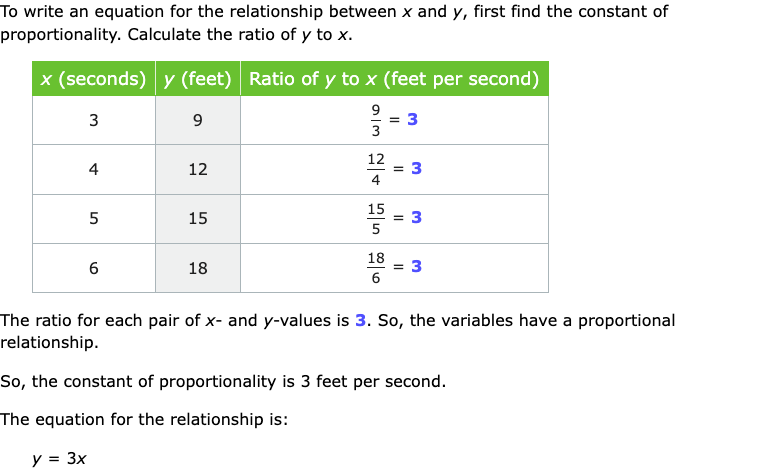 To write an equation for the relationship between x and y, first find the constant of
proportionality. Calculate the ratio of y to x.
x (seconds) y (feet) Ratio of y to x (feet per second)
3 9 9/3 = 3
4 12 12/4 = 3
5 15 15/5 = 3
6 18 18/6 = 3
The ratio for each pair of x- and y-values is 3. So, the variables have a proportional
relationship.
So, the constant of proportionality is 3 feet per second.
The equation for the relationship is:
y = 3x